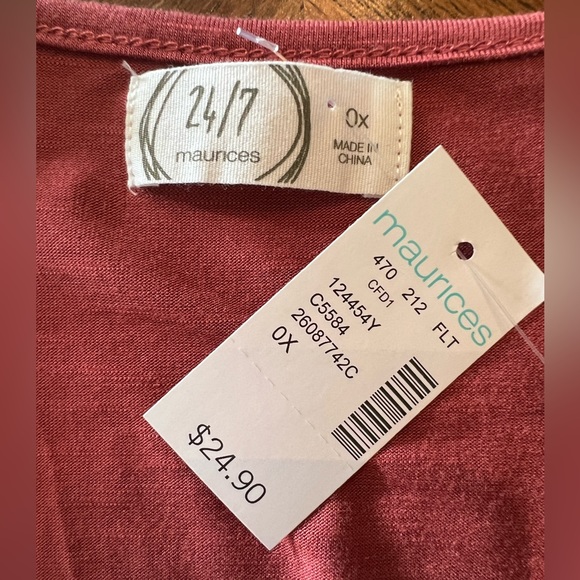 24/7
maurices
0x
MADE IN
CHINA
maurices
470 212 FLT
CFD1
124454Y
C5584
26087742C
0X
$24.90